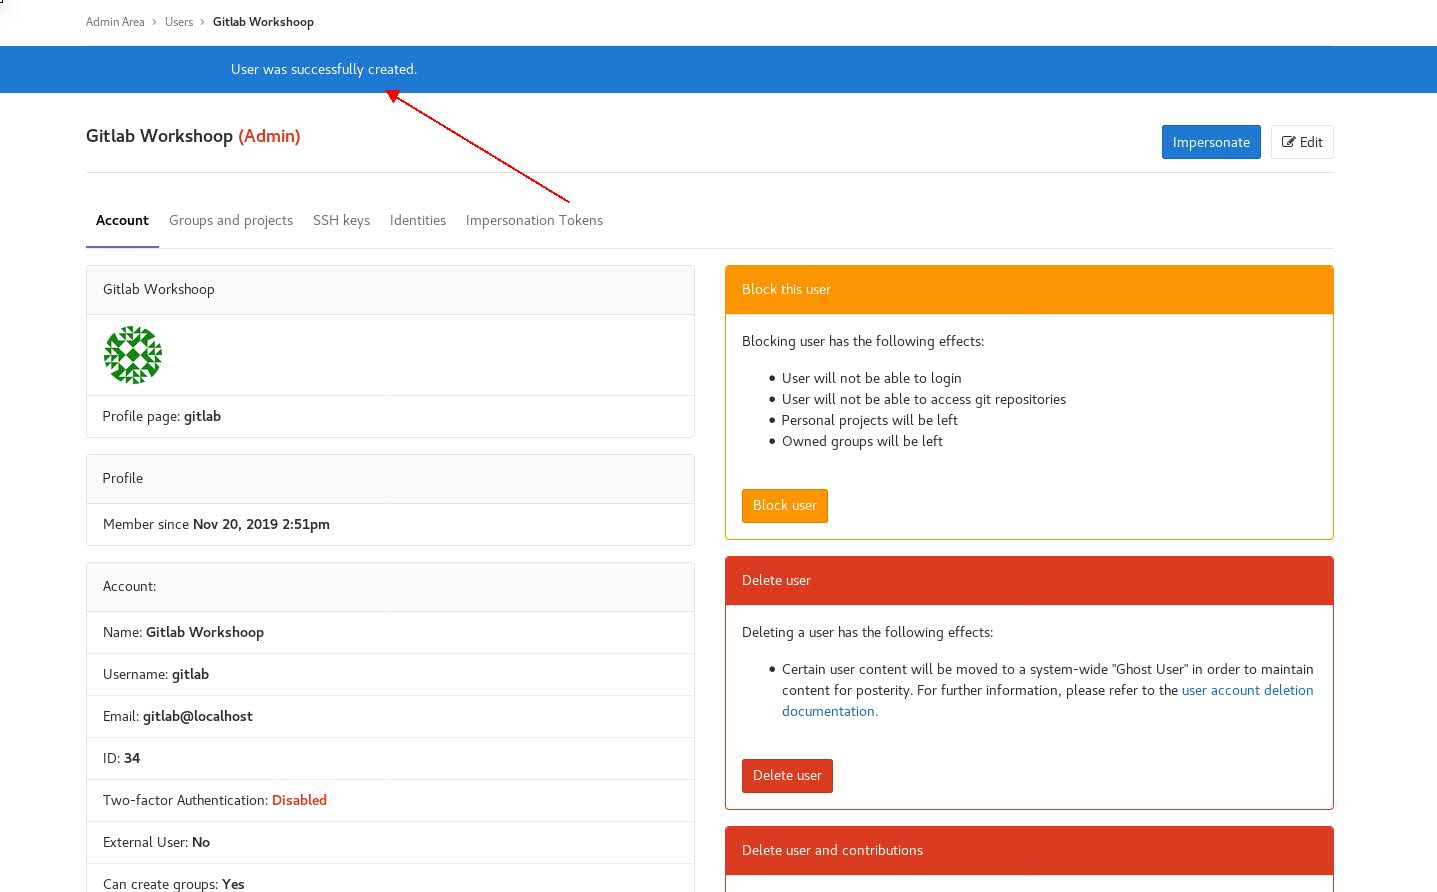 Admin Area > Users > Gitlab Workshoop
User was successfully created.
Gitlab Workshoop (Admin)
Impersonate
Edit
Account
Groups and projects
SSH keys
Identities
Impersonation Tokens
Gitlab Workshoop
Profile page: gitlab
Profile
Member since Nov 20, 2019 2:51pm
Account:
Name: Gitlab Workshoop
Username: gitlab
Email: gitlab@localhost
ID: 34
Two-factor Authentication: Disabled
External User: No
Can create groups: Yes
Block this user
Blocking user has the following effects:
• User will not be able to login
• User will not be able to access git repositories
• Personal projects will be left
• Owned groups will be left
Block user
Delete user
Deleting a user has the following effects:
• Certain user content will be moved to a system-wide "Ghost User" in order to maintain
content for posterity. For further information, please refer to the user account deletion
documentation.
Delete user
Delete user and contributions